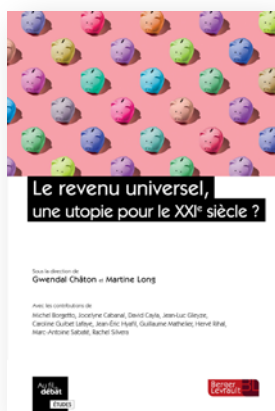 Le revenu universel,
une utopie pour le XXIe siècle ?
Sous la direction de
Gwendal Châton et Martine Long
Avec les contributions de
Michel Borgetto, Jocelyne Cabanal, David Cayla, Jean-Luc Gleyze,
Caroline Guibet Lafaye, Jean-Éric Hyafil, Guillaume Mathelier, Hervé Rihal,
Marc-Antoine Sabaté, Rachel Silvera
Au fil du
débat
ÉTUDES
Berger
Levrault